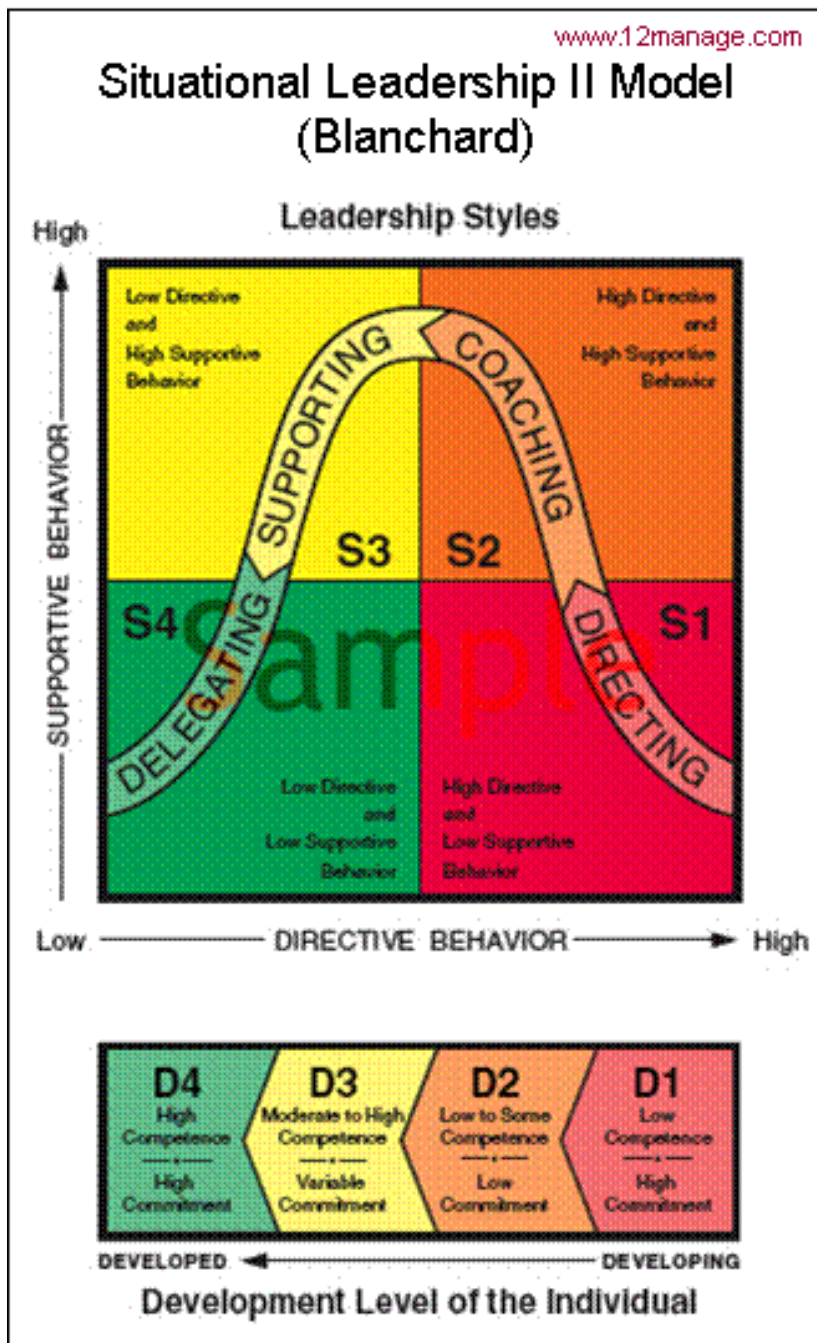 www.12manage.com
Situational Leadership II Model
(Blanchard)
Leadership Styles
High
Low Directive
and
High Supportive
Behavior
High Directive
and
High Supportive
Behavior
SUPPORTING
COACHING
S3
S2
SUPPORTIVE BEHAVIOR
S4
S1
Sample
DELEGATING
DIRECTING
Low Directive
and
Low Supportive
Behavior
High Directive
and
Low Supportive
Behavior
Low
DIRECTIVE BEHAVIOR
High
D4
High
Competence
High
Commitment
D3
Moderate to High
Competence
Variable
Commitment
D2
Low to Some
Competence
Low
Commitment
D1
Low
Competence
High
Commitment
DEVELOPED
DEVELOPING
Development Level of the Individual